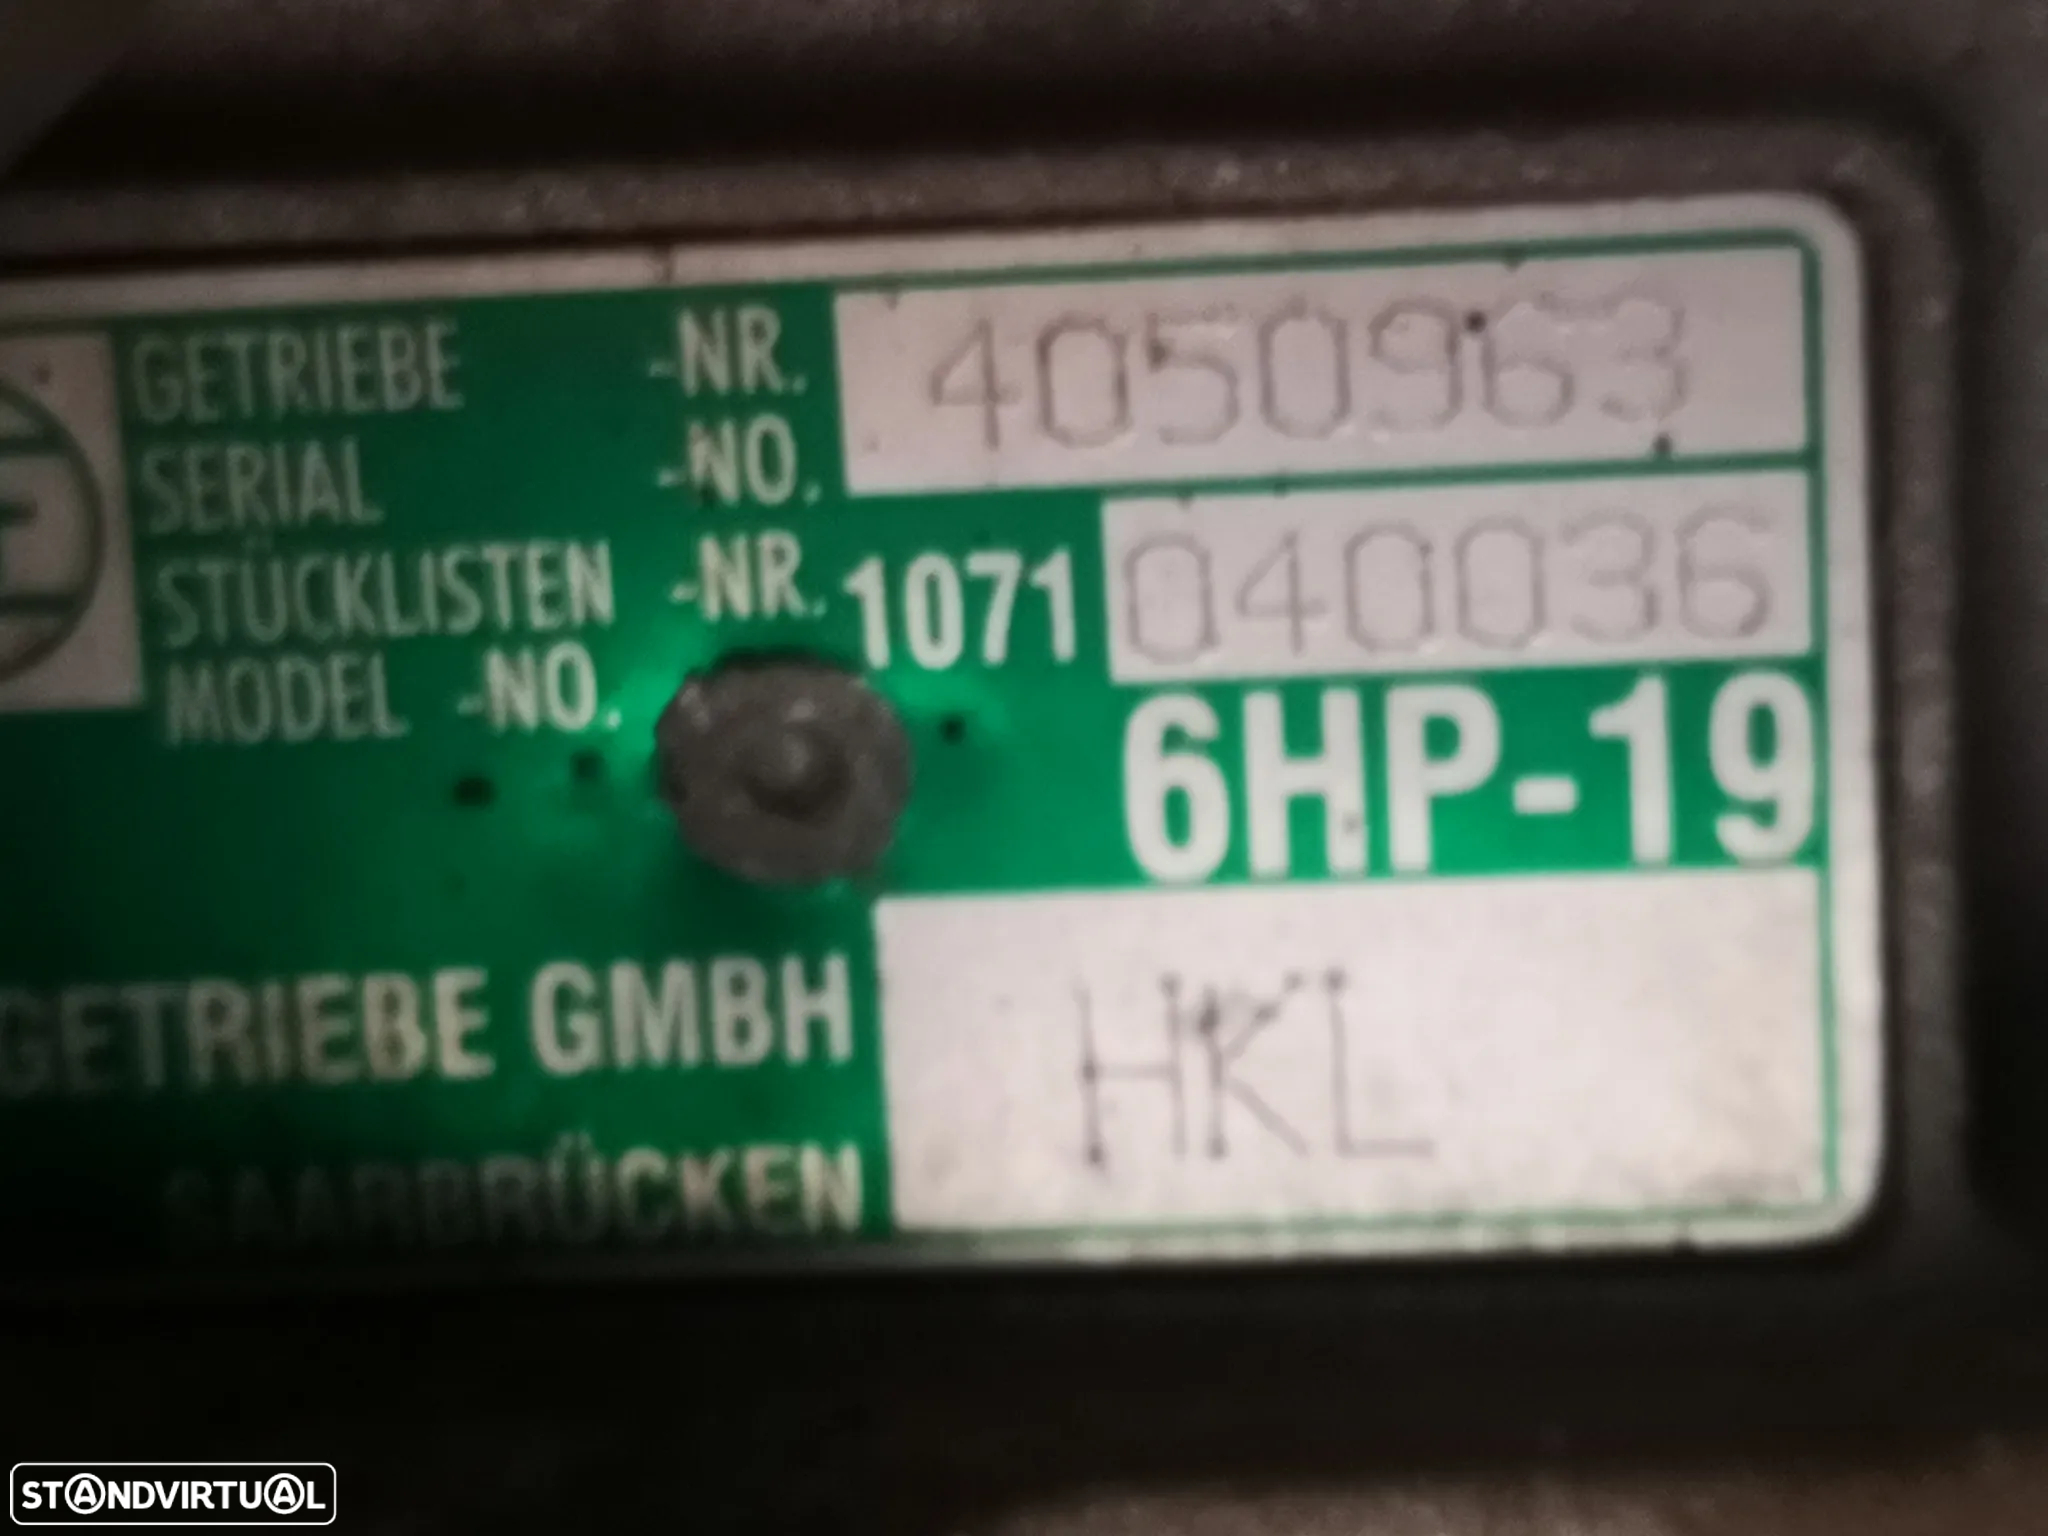 GETRIEBE -NR. 4050963
SERIAL -NO.
STÜCKLISTEN -NR. 1071 040036
MODEL -NO.
6HP-19
GETRIEBE GMBH
HKL
SAARBRÜCKEN
STANDVIRTUAL